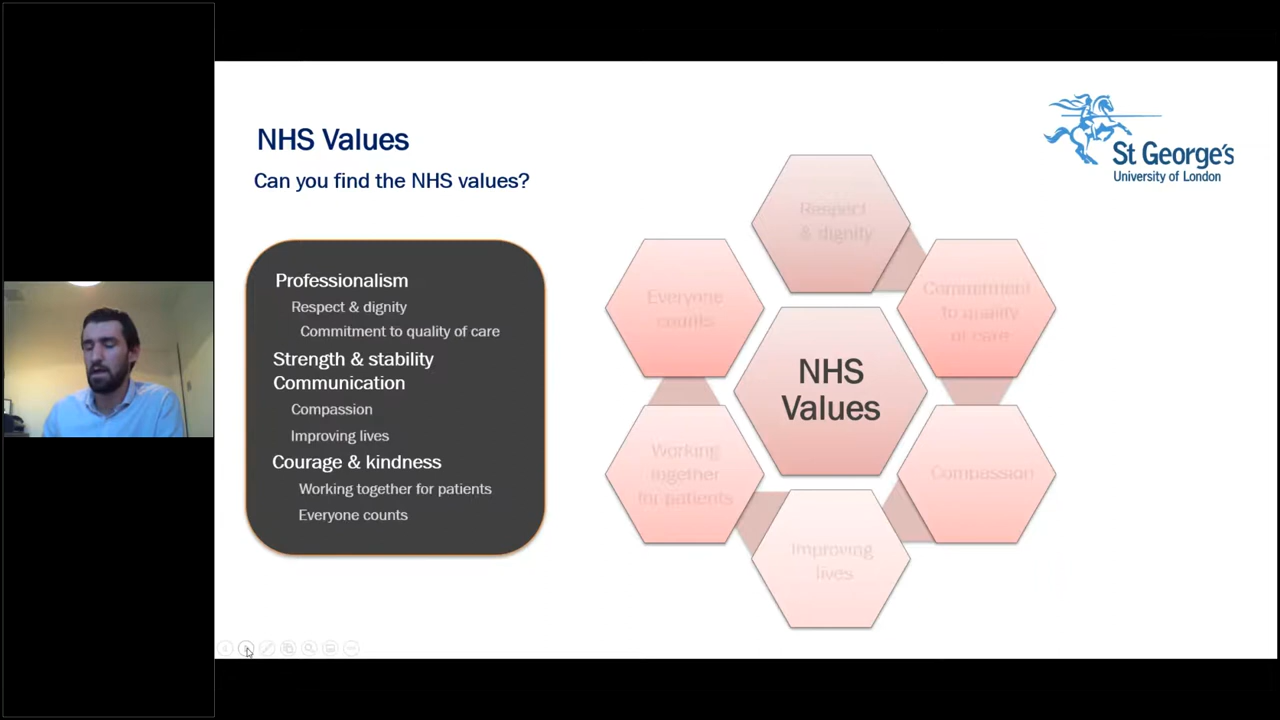 NHS Values
Can you find the NHS values?
St George's
University of London
Professionalism
Respect & dignity
Commitment to quality of care
Strength & stability
Communication
Compassion
Improving lives
Courage & kindness
Working together for patients
Everyone counts
Respect
& dignity
Commitment
to quality
of care
Compassion
Improving
lives
Working
together
for patients
Everyone
counts
NHS
Values